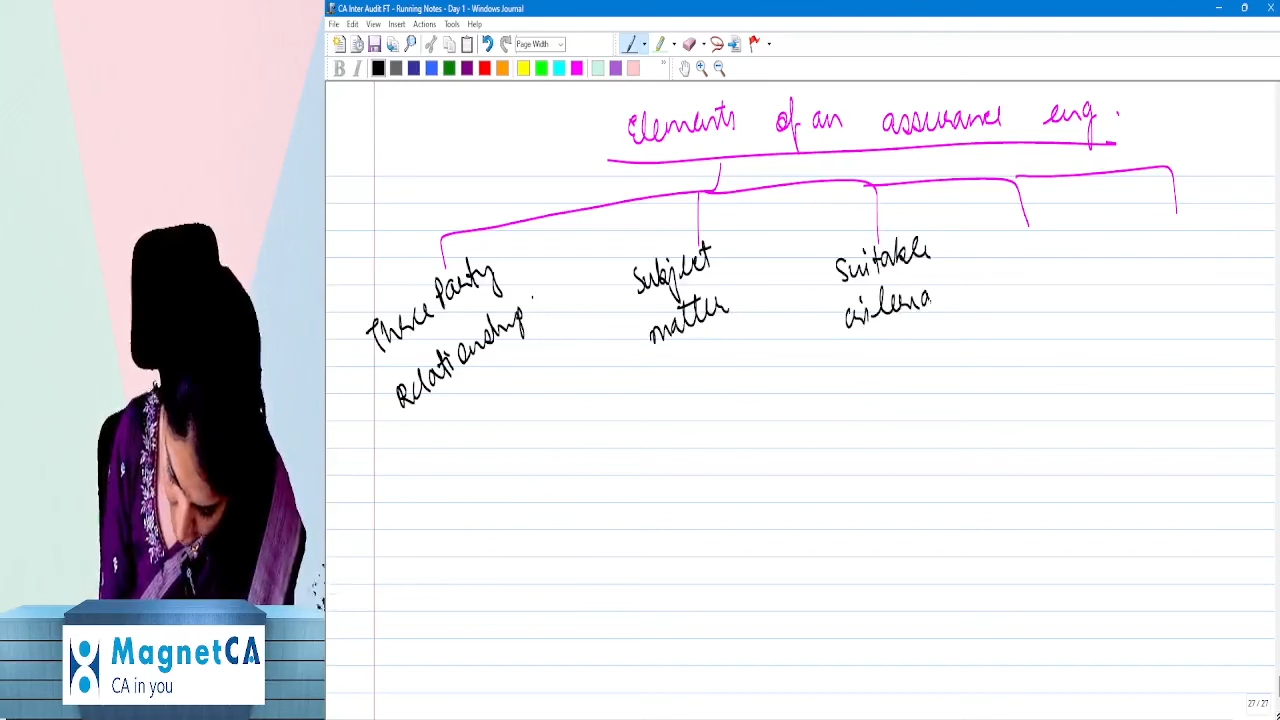 CA Inter Audit FT - Running Notes - Day 1 - Windows Journal
File Edit View Insert Actions Tools Help
Page Width
B I
Elements of an assurance eng.
Three Party
Relationship.
Subject
matter
Suitable
criteria
MagnetCA
CA in you
27 / 27